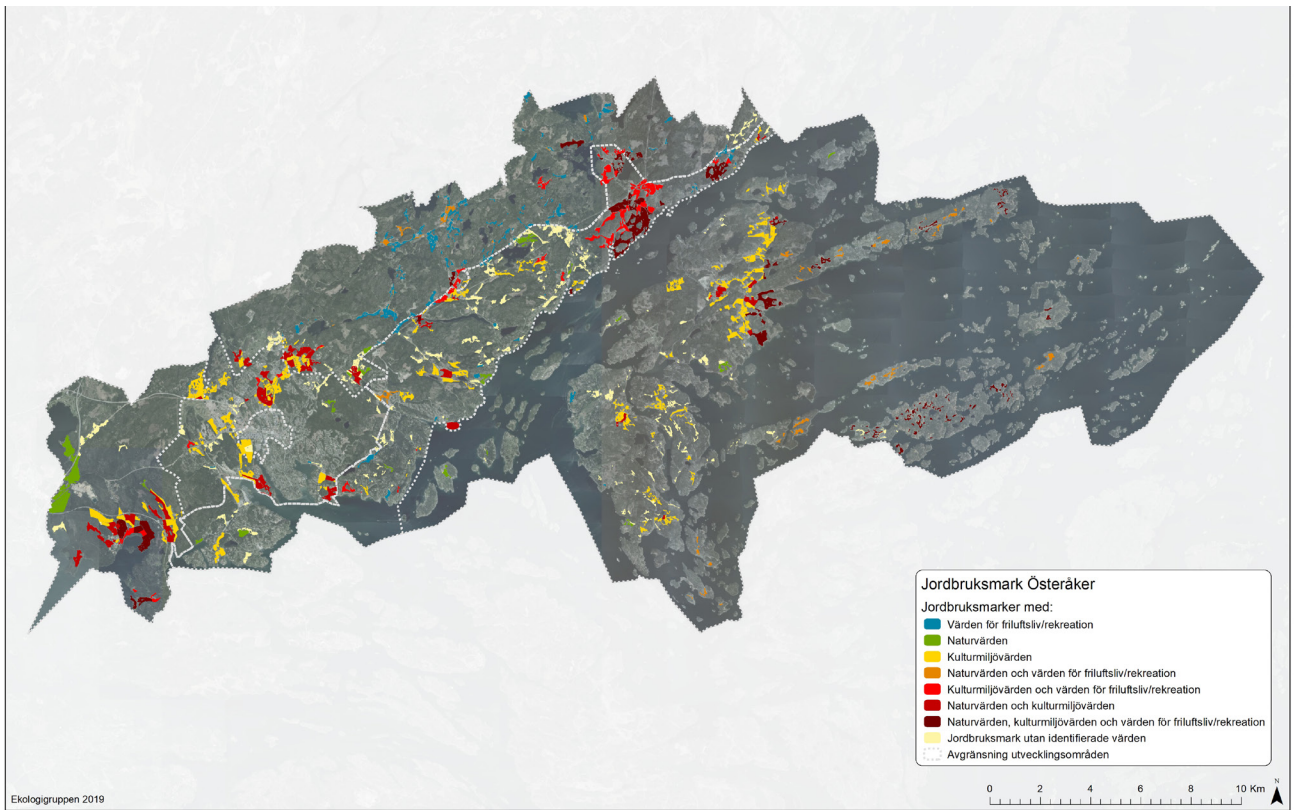 Jordbruksmark Österåker
Jordbruksmarker med:
Värden för friluftsliv/rekreation
Naturvärden
Kulturmiljövärden
Naturvärden och värden för friluftsliv/rekreation
Kulturmiljövärden och värden för friluftsliv/rekreation
Naturvärden och kulturmiljövärden
Naturvärden, kulturmiljövärden och värden för friluftsliv/rekreation
Jordbruksmark utan identifierade värden
Avgränsning utvecklingsområden
0 2 4 6 8 10 Km
N
Ekologigruppen 2019